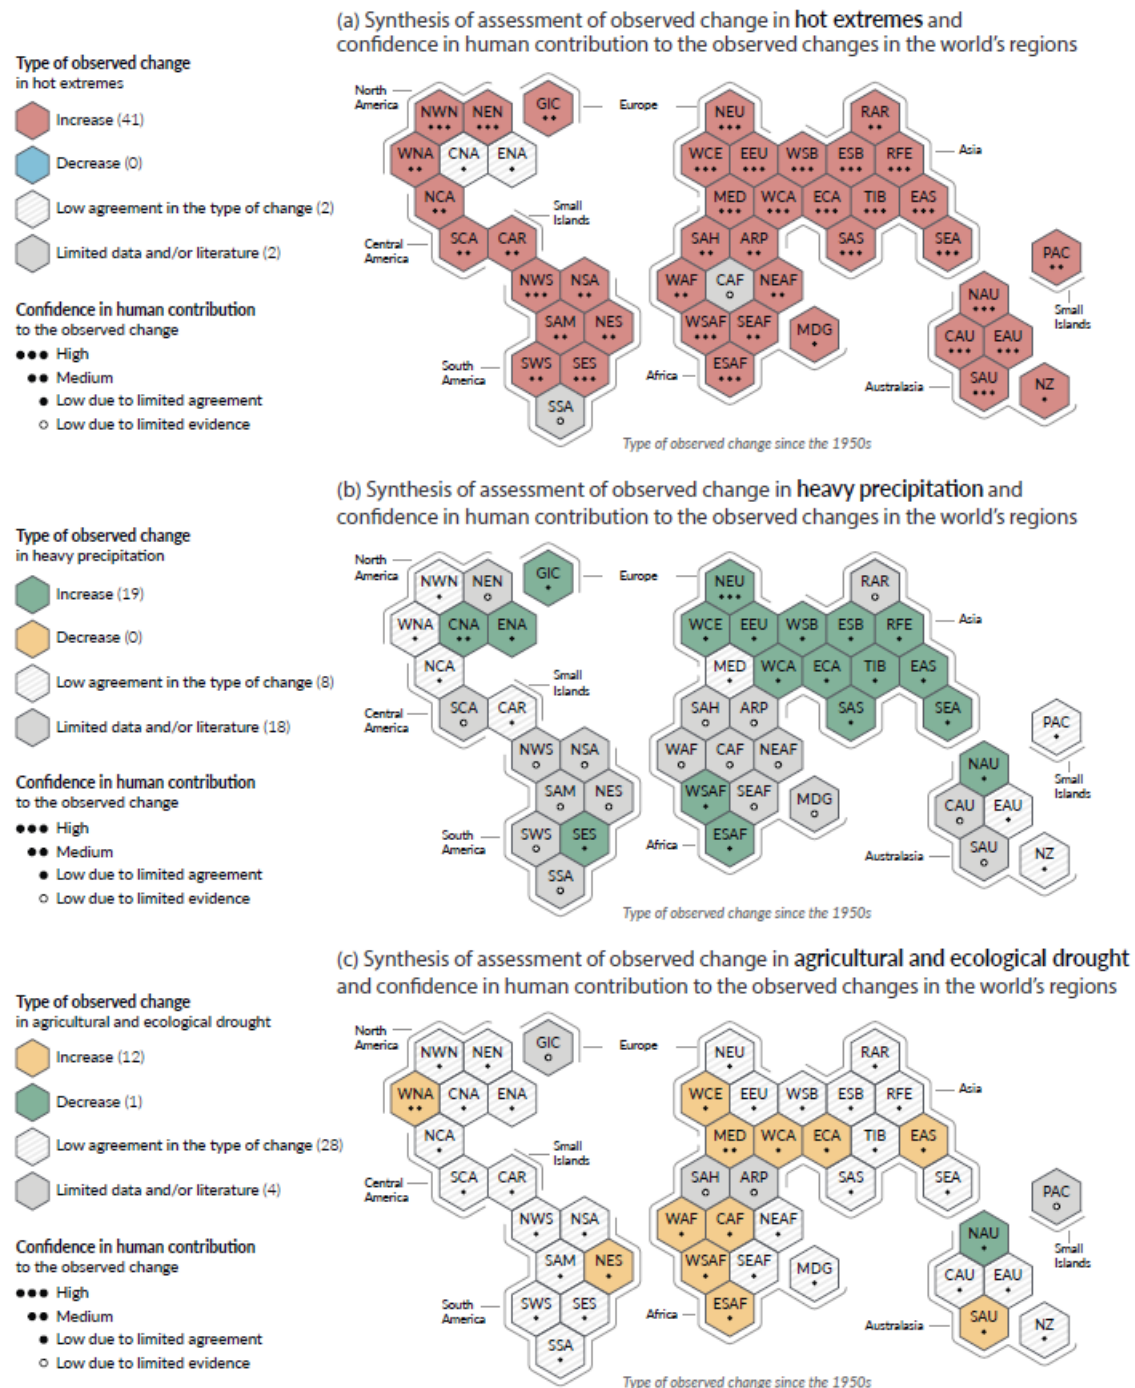 (a) Synthesis of assessment of observed change in hot extremes and
confidence in human contribution to the observed changes in the world's regions
Type of observed change
in hot extremes
Increase (41)
Decrease (0)
Low agreement in the type of change (2)
Limited data and/or literature (2)
Confidence in human contribution
to the observed change
High
Medium
Low due to limited agreement
Low due to limited evidence
North
America
NWN NEN GIC
Europe
NEU RAR
WNA CNA ENA
WCE EEU WSB ESB RFE
Asia
NCA
MED WCA ECA TIB EAS
Small
Islands
Central
America
SCA CAR
SAH ARP SAS SEA
PAC
NWS NSA
WAF CAF NEAF
NAU
Small
Islands
SAM NES
WSAF SEAF MDG
CAU EAU
South
America
SWS SES
Africa
ESAF
Australasia
SAU NZ
SSA
Type of observed change since the 1950s
(b) Synthesis of assessment of observed change in heavy precipitation and
confidence in human contribution to the observed changes in the world's regions
Type of observed change
in heavy precipitation
Increase (19)
Decrease (0)
Low agreement in the type of change (8)
Limited data and/or literature (18)
Confidence in human contribution
to the observed change
High
Medium
Low due to limited agreement
Low due to limited evidence
North
America
NWN NEN GIC
Europe
NEU RAR
WNA CNA ENA
WCE EEU WSB ESB RFE
Asia
NCA
MED WCA ECA TIB EAS
Small
Islands
Central
America
SCA CAR
SAH ARP SAS SEA
PAC
NWS NSA
WAF CAF NEAF
NAU
Small
Islands
SAM NES
WSAF SEAF MDG
CAU EAU
South
America
SWS SES
Africa
ESAF
Australasia
SAU NZ
SSA
Type of observed change since the 1950s
(c) Synthesis of assessment of observed change in agricultural and ecological drought
and confidence in human contribution to the observed changes in the world's regions
Type of observed change
in agricultural and ecological drought
Increase (12)
Decrease (1)
Low agreement in the type of change (28)
Limited data and/or literature (4)
Confidence in human contribution
to the observed change
High
Medium
Low due to limited agreement
Low due to limited evidence
North
America
NWN NEN GIC
Europe
NEU RAR
WNA CNA ENA
WCE EEU WSB ESB RFE
Asia
NCA
MED WCA ECA TIB EAS
Small
Islands
Central
America
SCA CAR
SAH ARP SAS SEA
PAC
NWS NSA
WAF CAF NEAF
NAU
Small
Islands
SAM NES
WSAF SEAF MDG
CAU EAU
South
America
SWS SES
Africa
ESAF
Australasia
SAU NZ
SSA
Type of observed change since the 1950s